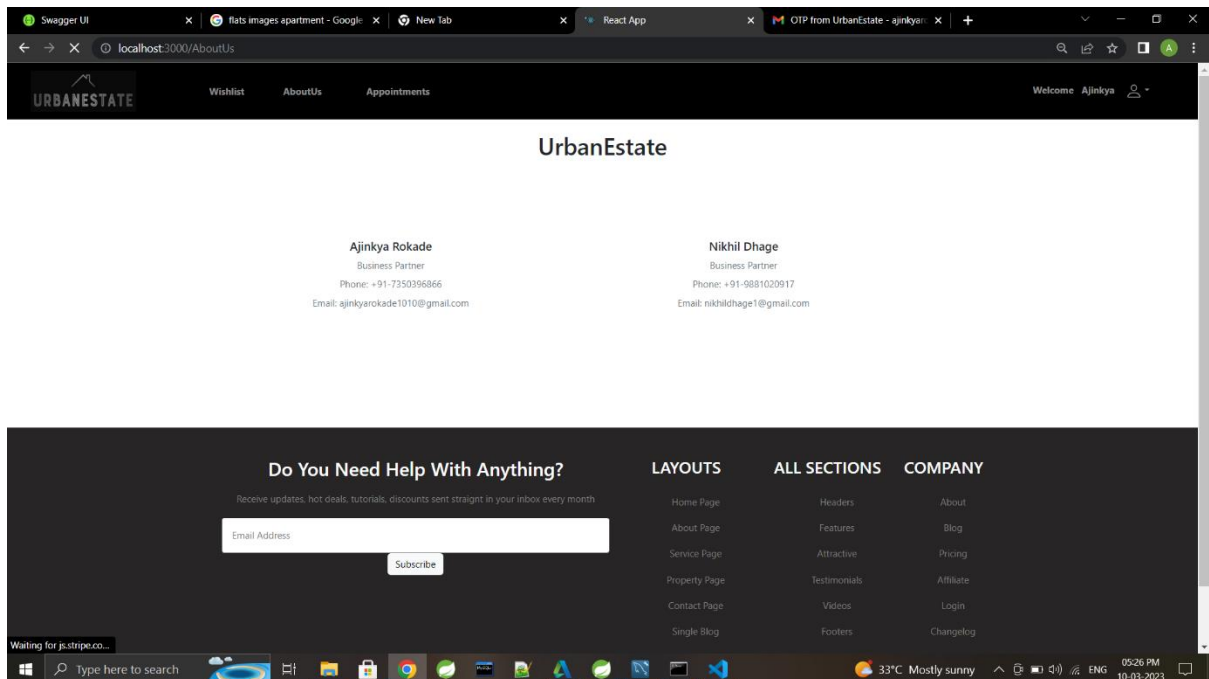 Swagger UI
flats images apartment - Google
New Tab
React App
OTP from UrbanEstate - ajinkyar
localhost:3000/AboutUs
A
URBANESTATE
Wishlist AboutUs Appointments
Welcome Ajinkya
UrbanEstate
Ajinkya Rokade
Business Partner
Phone: +91-7350396866
Email: ajinkyarokade1010@gmail.com
Nikhil Dhage
Business Partner
Phone: +91-9881020917
Email: nikhildhage1@gmail.com
Do You Need Help With Anything?
Receive updates, hot deals, tutorials, discounts sent straignt in your inbox every month
Email Address
Subscribe
LAYOUTS
Home Page
About Page
Service Page
Property Page
Contact Page
Single Blog
ALL SECTIONS
Headers
Features
Attractive
Testimonials
Videos
Footers
COMPANY
About
Blog
Pricing
Affiliate
Login
Changelog
Waiting for js.stripe.co...
Type here to search
33°C Mostly sunny
ENG
05:26 PM
10-03-2023